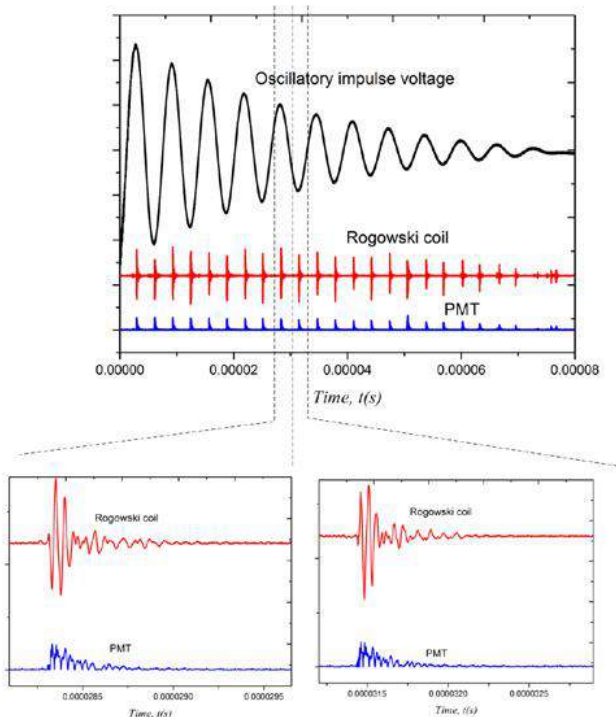 Oscillatory impulse voltage
Rogowski coil
PMT
0.00000 0.00002 0.00004 0.00006 0.00008
Time, t(s)
Rogowski coil
PMT
0.0000285 0.0000290 0.0000295
Time, t(s)
Rogowski coil
PMT
0.0000315 0.0000320 0.0000325
Time, t(s)